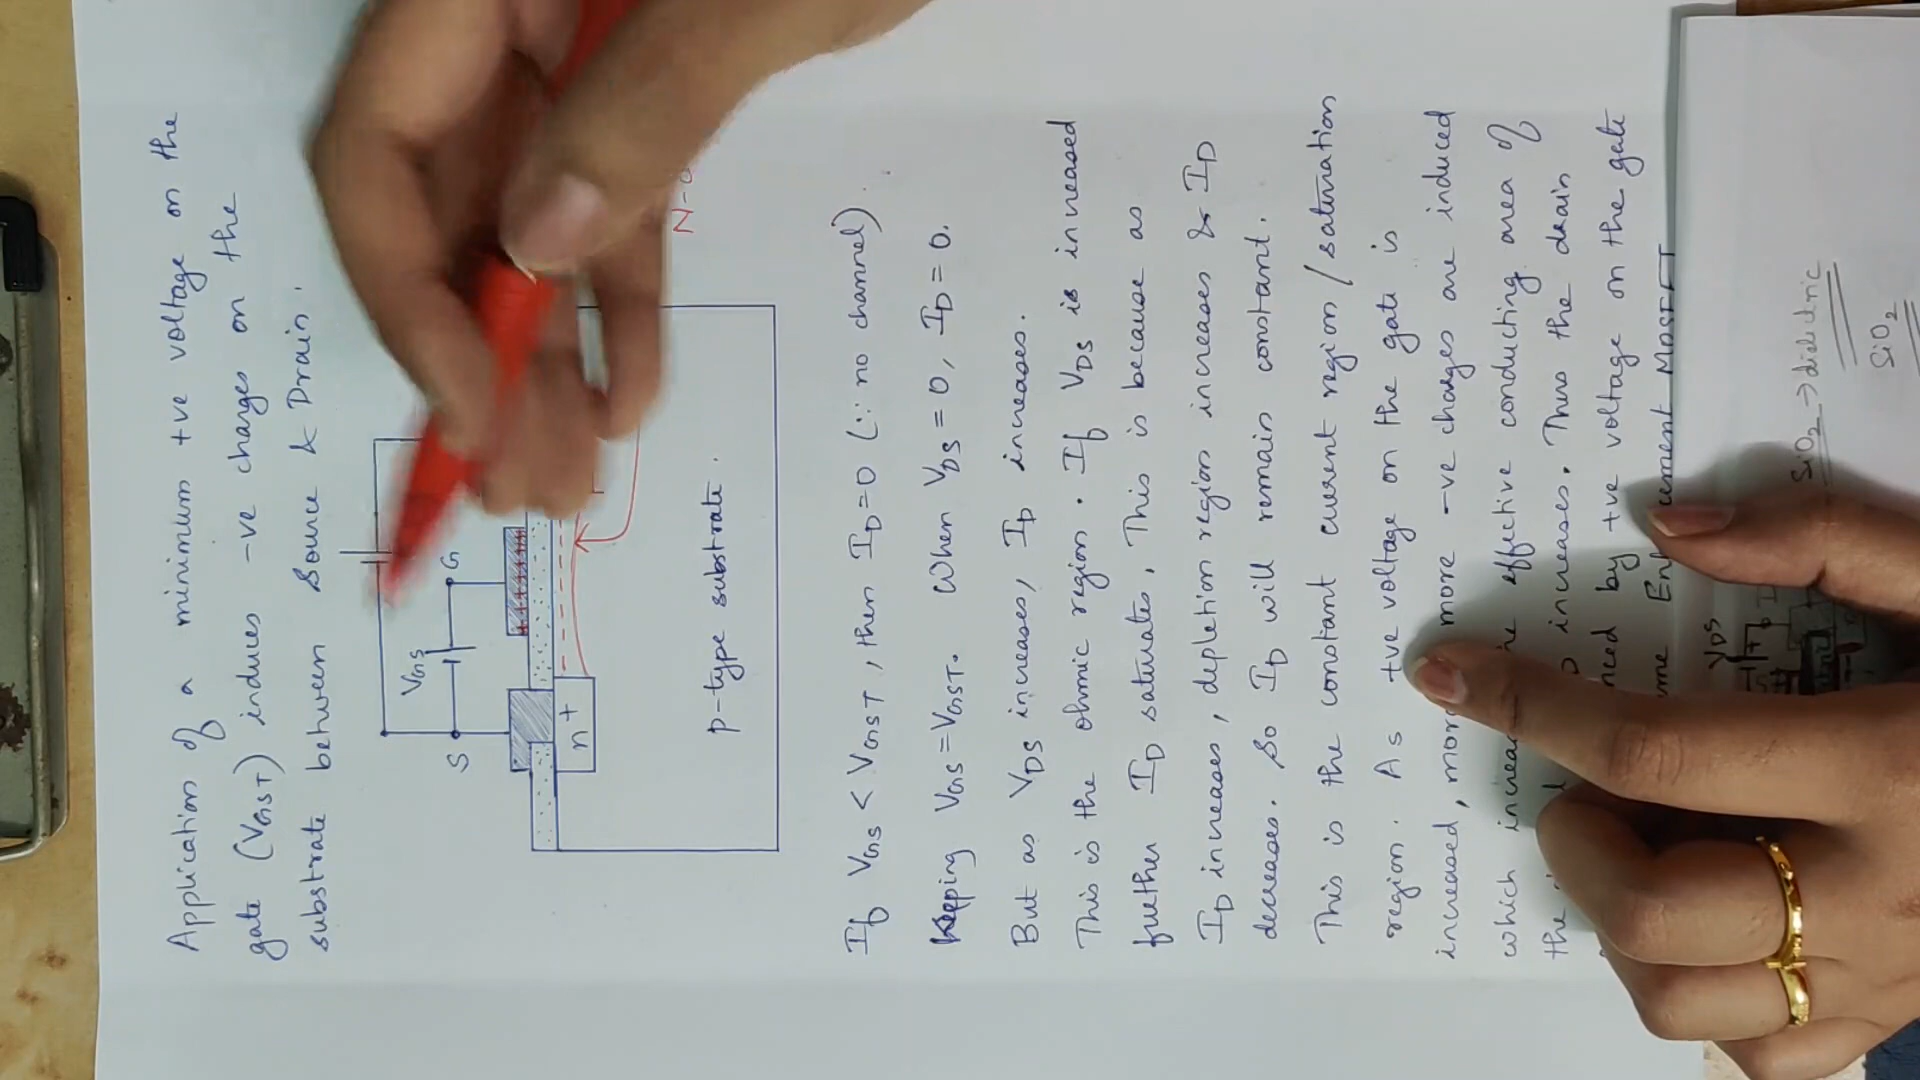 Application of a minimum +ve voltage on the
gate (VGST) induces -ve charges on the
substrate between Source & Drain.
VGS
S
G
n+
N-
p-type substrate.
If VGS < VGST, then ID=0 (∵ no channel)
Keeping VGS=VGST. When VDS=0, ID=0.
But as VDS increases, ID increases.
This is the ohmic region. If VDS is increased
further ID saturates, This is because as
ID increases, depletion region increases & ID
decreases. So ID will remain constant.
This is the constant current region/saturation
region. As +ve voltage on the gate is
increased, more -ve charges are induced
which effective conducting area of
the increases. Thus the drain
by +ve voltage on the gate
MOSFET
VDS
SiO2→dielectric
SiO2